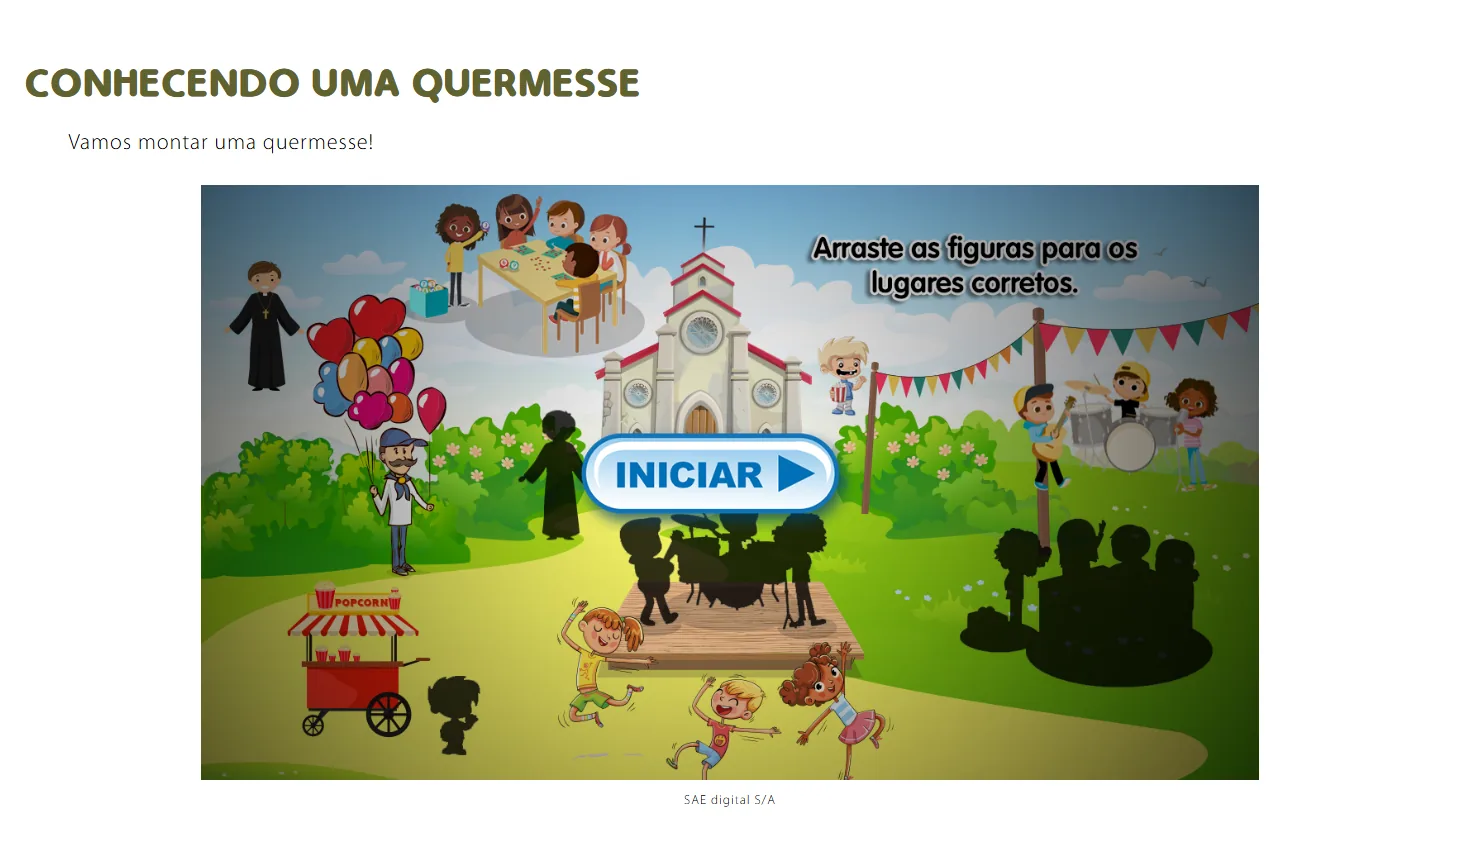 CONHECENDO UMA QUERMESSE
Vamos montar uma quermesse!
Arraste as figuras para os
lugares corretos.
INICIAR
POPCORN
SAE digital S/A